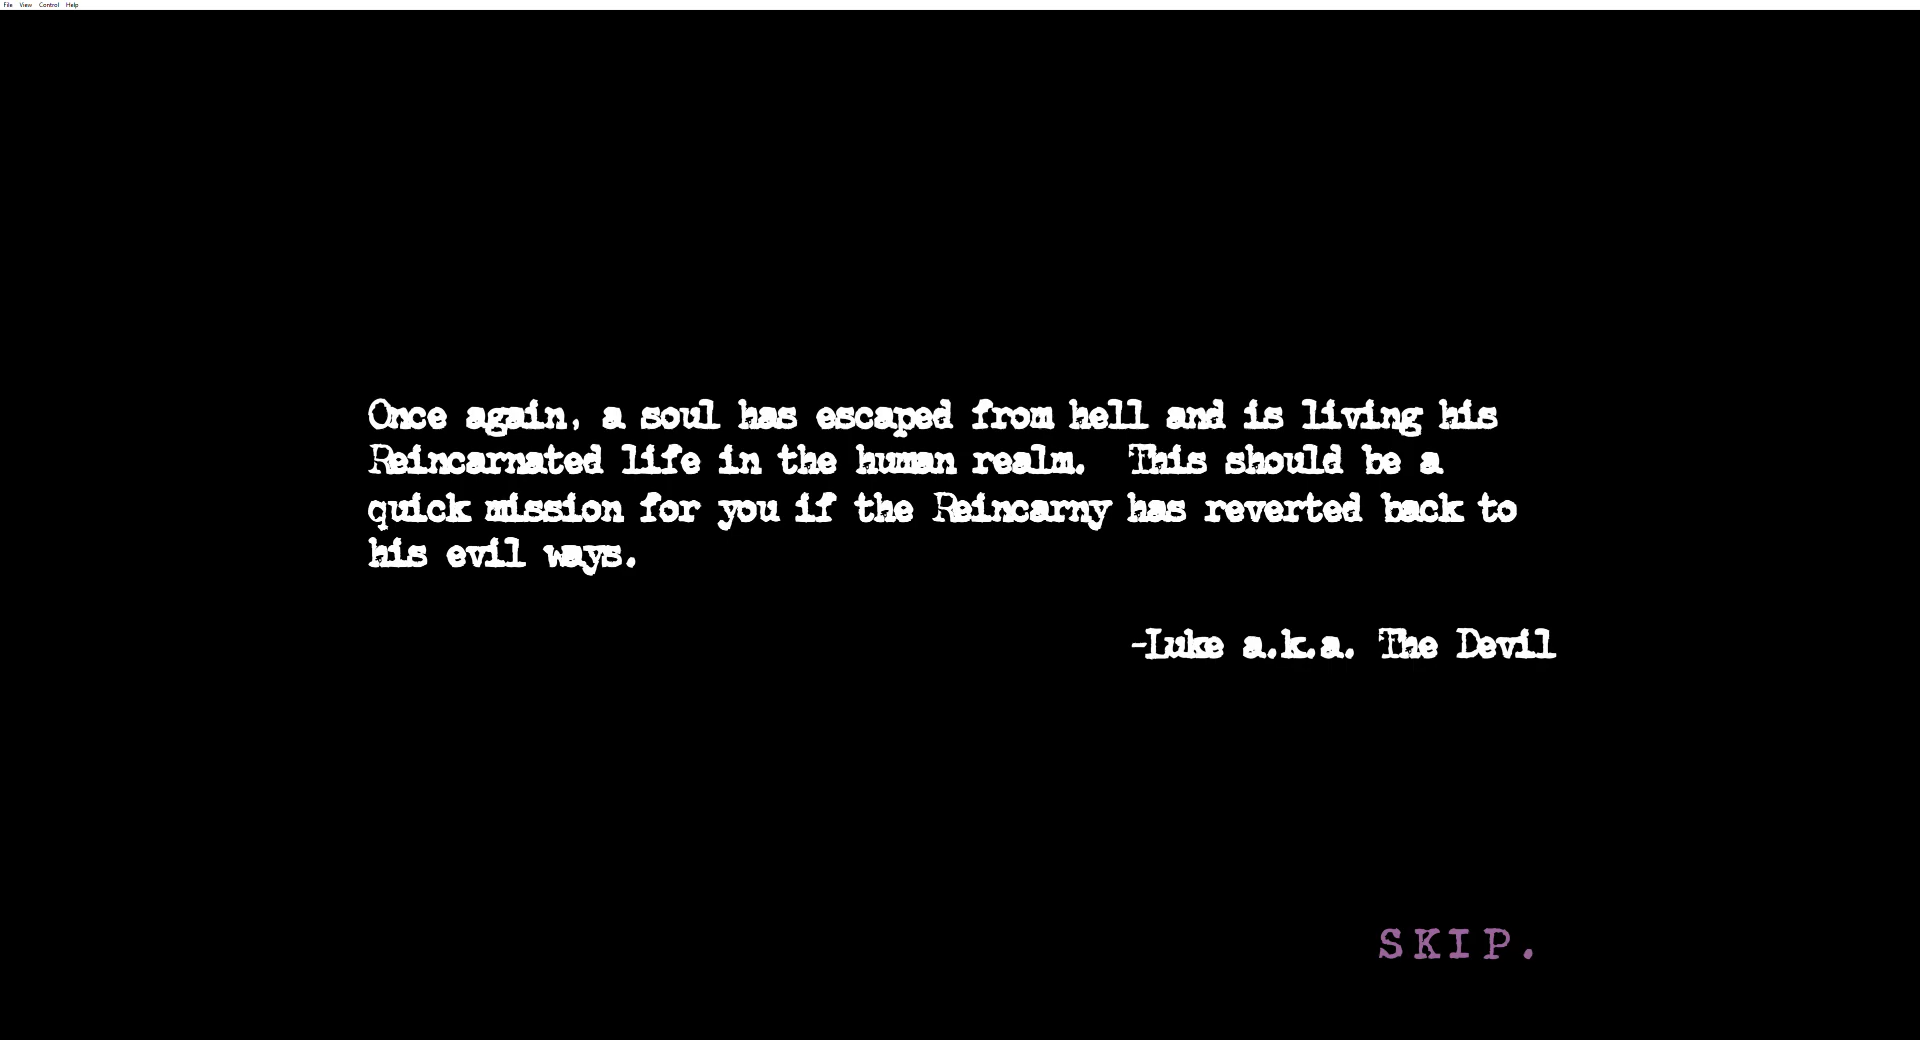 File View Control Help
Once again, a soul has escaped from hell and is living his
Reincarnated life in the human realm.  This should be a
quick mission for you if the Reincarny has reverted back to
his evil ways.
-Luke a.k.a. The Devil
SKIP.